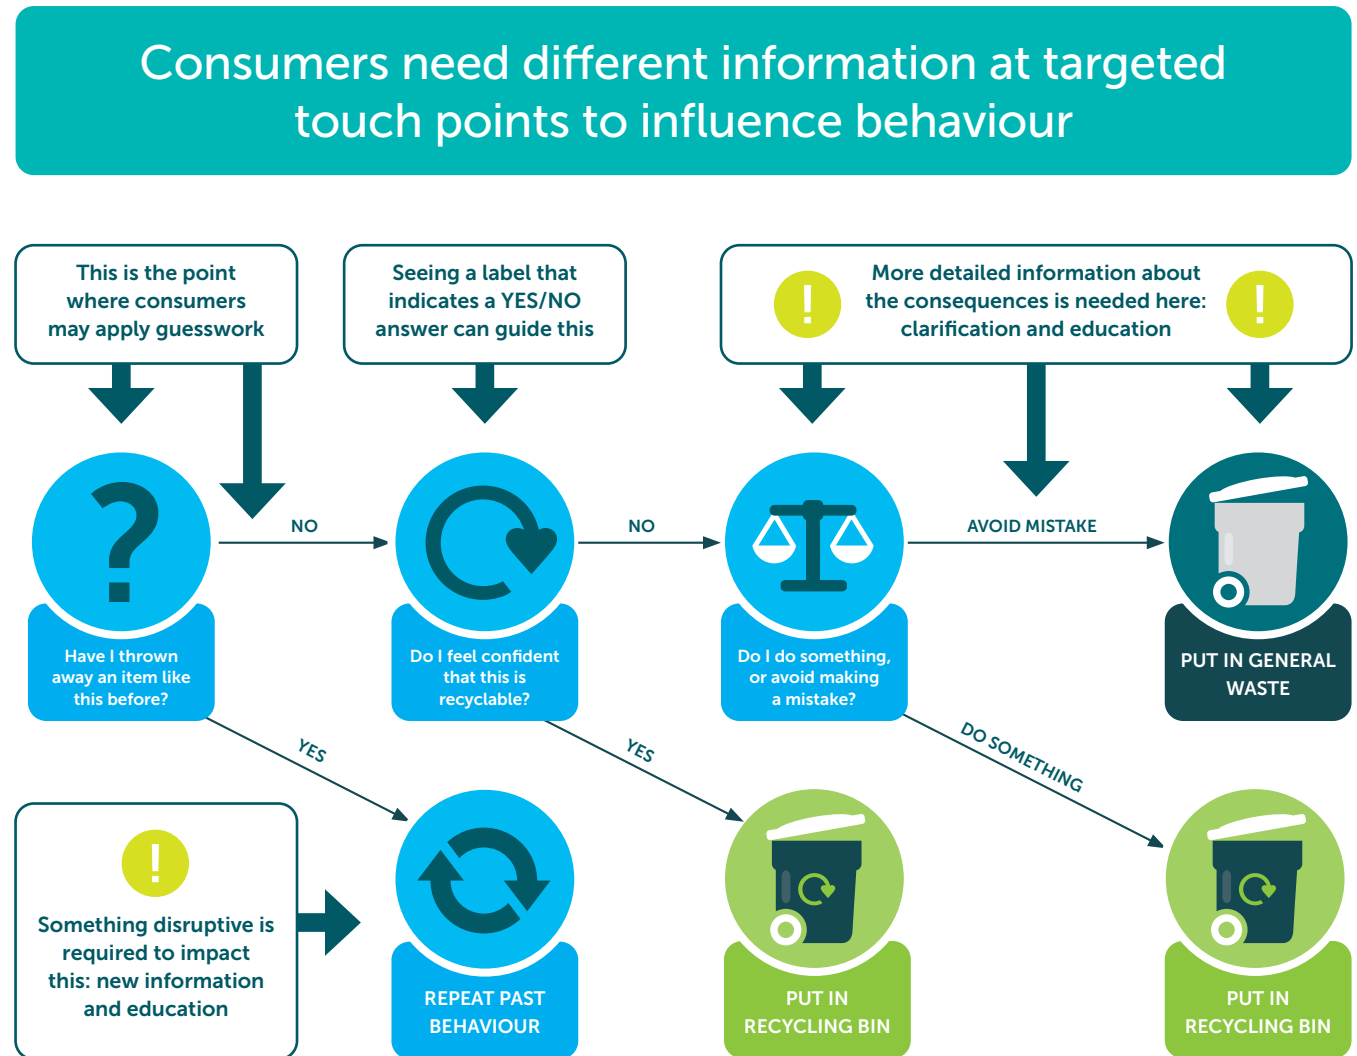 Consumers need different information at targeted
touch points to influence behaviour
This is the point
where consumers
may apply guesswork
Seeing a label that
indicates a YES/NO
answer can guide this
!
More detailed information about
the consequences is needed here:
clarification and education
!
?
NO
NO
AVOID MISTAKE
Have I thrown
away an item like
this before?
Do I feel confident
that this is
recyclable?
Do I do something,
or avoid making
a mistake?
PUT IN GENERAL
WASTE
YES
YES
DO SOMETHING
!
Something disruptive is
required to impact
this: new information
and education
REPEAT PAST
BEHAVIOUR
PUT IN
RECYCLING BIN
PUT IN
RECYCLING BIN